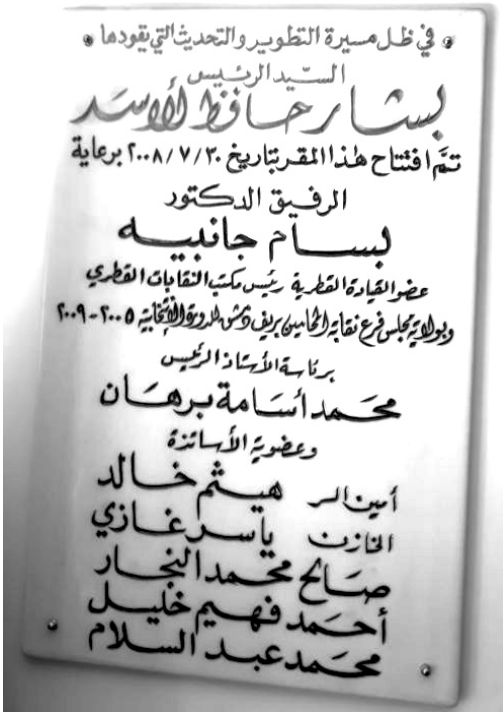 في ظل مسيرة التطوير والتحديث التي يقودها
السيّد الرئيس
بشار حافظ الأسد
تمَّ افتتاح هذا المقر بتاريخ ٢٠٠٨/٧/٣٠ برعاية
الرفيق الدكتور
بسام جانبيه
عضو القيادة القطرية رئيس مكتب النقابات القطري
وبولاية مجلس فرع نقابة المحامين بريف دمشق للدورة الانتخابية ٢٠٠٥-٢٠٠٩
برئاسة الأستاذ الرئيس
محمد أسامة برهان
وعضوية الأساتذة
أمين السر هيثم خالد
الخازن ياسر غازي
صالح محمد النجار
أحمد فهيم خليل
محمد عبد السلام